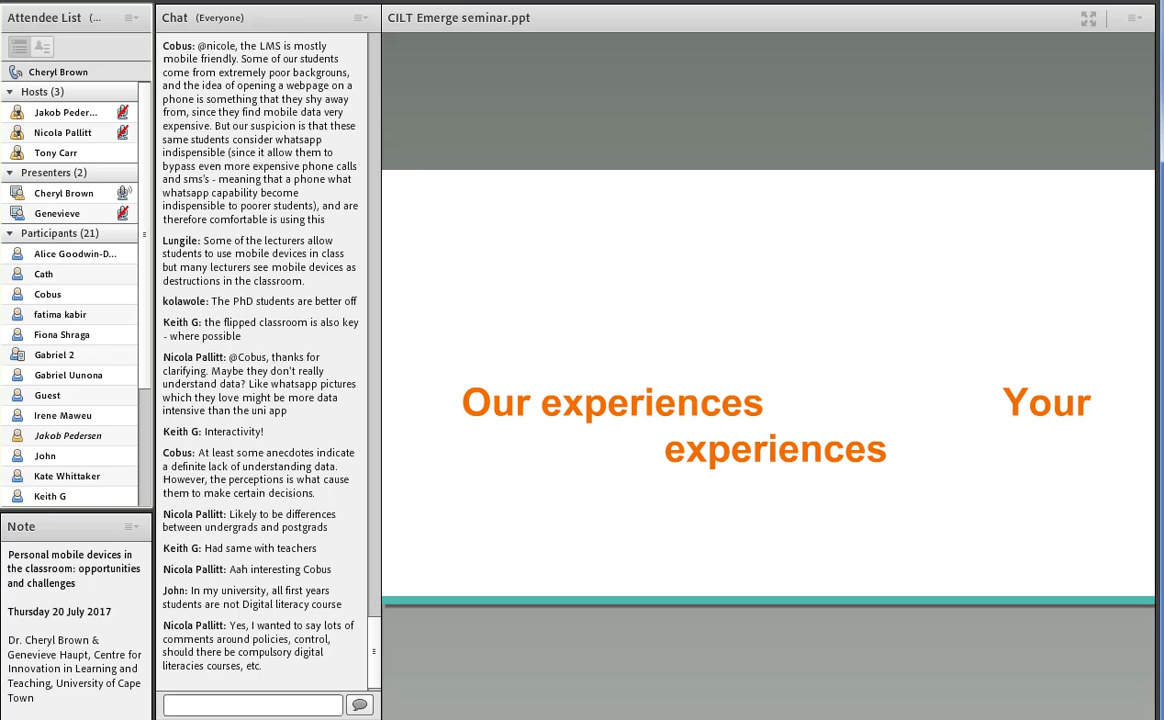 Attendee List (...
Cheryl Brown
Hosts (3)
Jakob Peder...
Nicola Pallitt
Tony Carr
Presenters (2)
Cheryl Brown
Genevieve
Participants (21)
Alice Goodwin-D...
Cath
Cobus
fatima kabir
Fiona Shraga
Gabriel 2
Gabriel Uunona
Guest
Irene Maweu
Jakob Pedersen
John
Kate Whittaker
Keith G
Note
Personal mobile devices in
the classroom: opportunities
and challenges
Thursday 20 July 2017
Dr. Cheryl Brown &
Genevieve Haupt, Centre for
Innovation in Learning and
Teaching, University of Cape
Town
Chat (Everyone)
Cobus: @nicole, the LMS is mostly
mobile friendly. Some of our students
come from extremely poor backgrouns,
and the idea of opening a webpage on a
phone is something that they shy away
from, since they find mobile data very
expensive. But our suspicion is that these
same students consider whatsapp
indispensible (since it allow them to
bypass even more expensive phone calls
and sms's - meaning that a phone what
whatsapp capability become
indispensible to poorer students), and are
therefore comfortable is using this
Lungile: Some of the lecturers allow
students to use mobile devices in class
but many lecturers see mobile devices as
destructions in the classroom.
kolawole: The PhD students are better off
Keith G: the flipped classroom is also key
- where possible
Nicola Pallitt: @Cobus, thanks for
clarifying. Maybe they don't really
understand data? Like whatsapp pictures
which they love might be more data
intensive than the uni app
Keith G: Interactivity!
Cobus: At least some anecdotes indicate
a definite lack of understanding data.
However, the perceptions is what cause
them to make certain decisions.
Nicola Pallitt: Likely to be differences
between undergrads and postgrads
Keith G: Had same with teachers
Nicola Pallitt: Aah interesting Cobus
John: In my university, all first years
students are not Digital literacy course
Nicola Pallitt: Yes, I wanted to say lots of
comments around policies, control,
should there be compulsory digital
literacies courses, etc.
CILT Emerge seminar.ppt
Our experiences Your
experiences